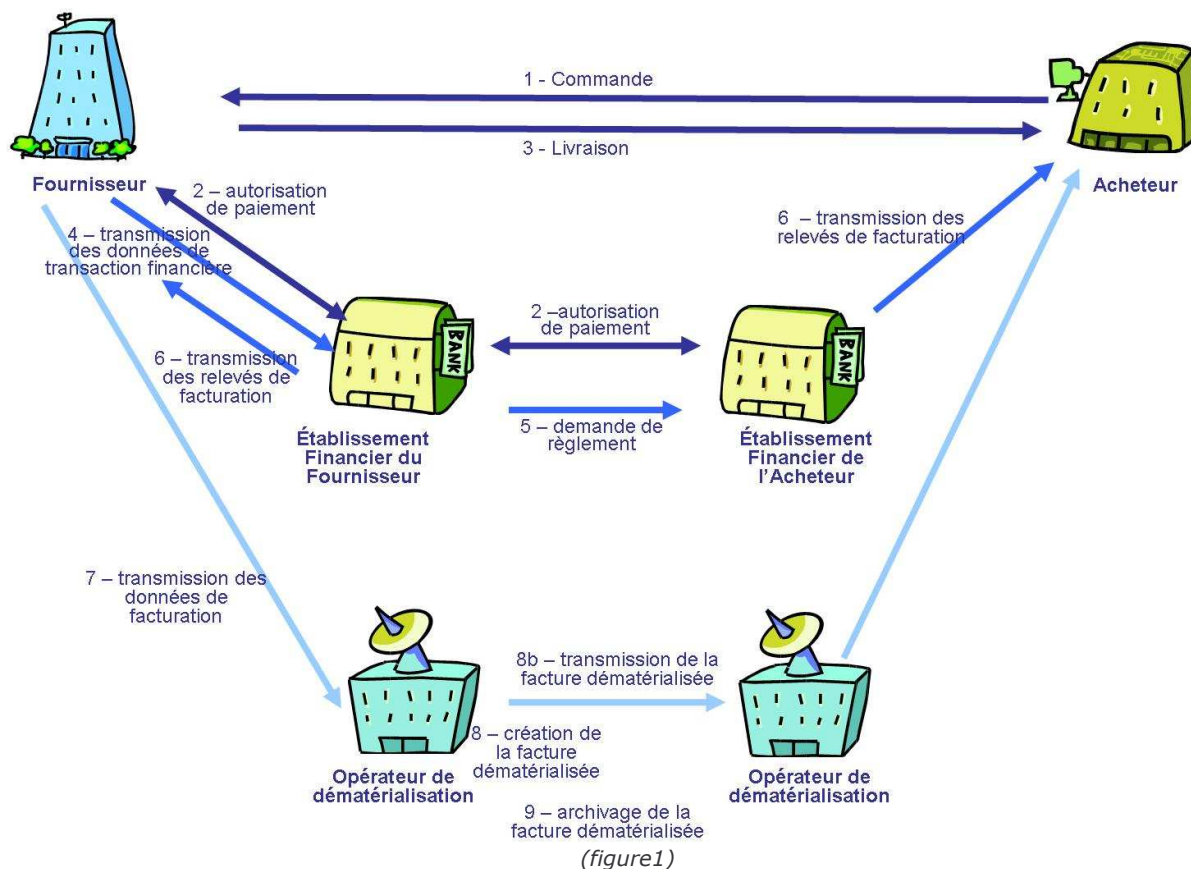 1 - Commande
3 - Livraison
Fournisseur
Acheteur
2 – autorisation
de paiement
4 – transmission
des données de
transaction financière
6 – transmission des
relevés de facturation
2 –autorisation
de paiement
BANK
BANK
6 – transmission
des relevés de
facturation
5 – demande de
règlement
Établissement
Financier du
Fournisseur
Établissement
Financier de
l'Acheteur
7 – transmission des
données de
facturation
8b – transmission de la
facture dématérialisée
8 – création de
la facture
dématérialisée
Opérateur de
dématérialisation
Opérateur de
dématérialisation
9 – archivage de la
facture dématérialisée
(figure1)